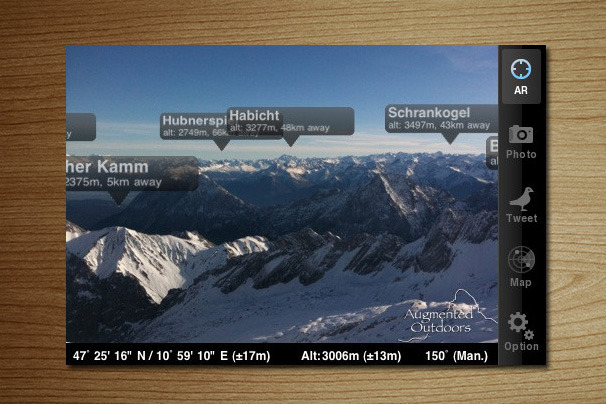 y
Hubnerspi
alt: 2749m, 66k
Habicht
alt: 3277m, 48km away
Schrankogel
alt: 3497m, 43km away
her Kamm
2375m, 5km away
Augmented
Outdoors
47° 25' 16" N / 10° 59' 10" E (±17m)
Alt:3006m (±13m)
150° (Man.)
AR
Photo
Tweet
Map
Option